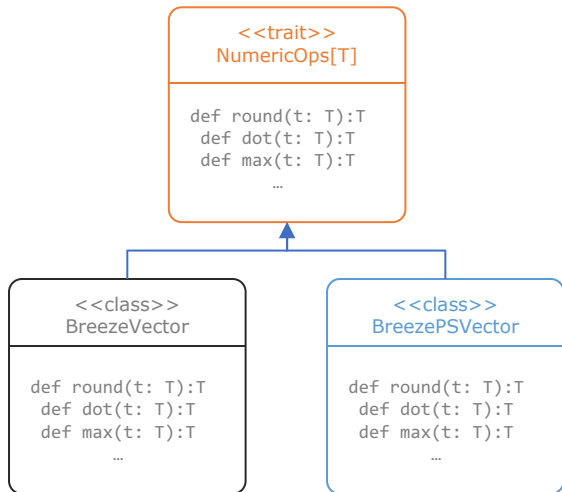 <<trait>>
NumericOps[T]
def round(t: T):T
def dot(t: T):T
def max(t: T):T
…
<<class>>
BreezeVector
def round(t: T):T
def dot(t: T):T
def max(t: T):T
…
<<class>>
BreezePSVector
def round(t: T):T
def dot(t: T):T
def max(t: T):T
…